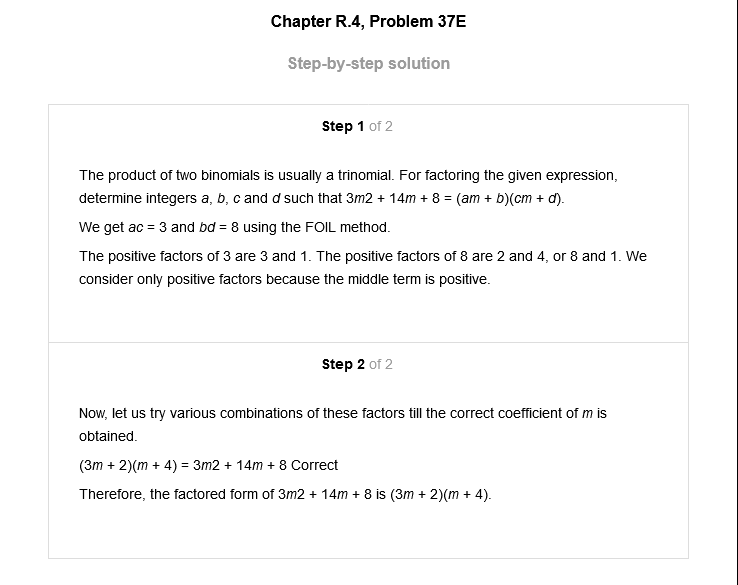 Chapter R.4, Problem 37E
Step-by-step solution
Step 1 of 2
The product of two binomials is usually a trinomial. For factoring the given expression,
determine integers a, b, c and d such that 3m2 + 14m + 8 = (am + b)(cm + d).
We get ac = 3 and bd = 8 using the FOIL method.
The positive factors of 3 are 3 and 1. The positive factors of 8 are 2 and 4, or 8 and 1. We
consider only positive factors because the middle term is positive.
Step 2 of 2
Now, let us try various combinations of these factors till the correct coefficient of m is
obtained.
(3m + 2)(m + 4) = 3m2 + 14m + 8 Correct
Therefore, the factored form of 3m2 + 14m + 8 is (3m + 2)(m + 4).